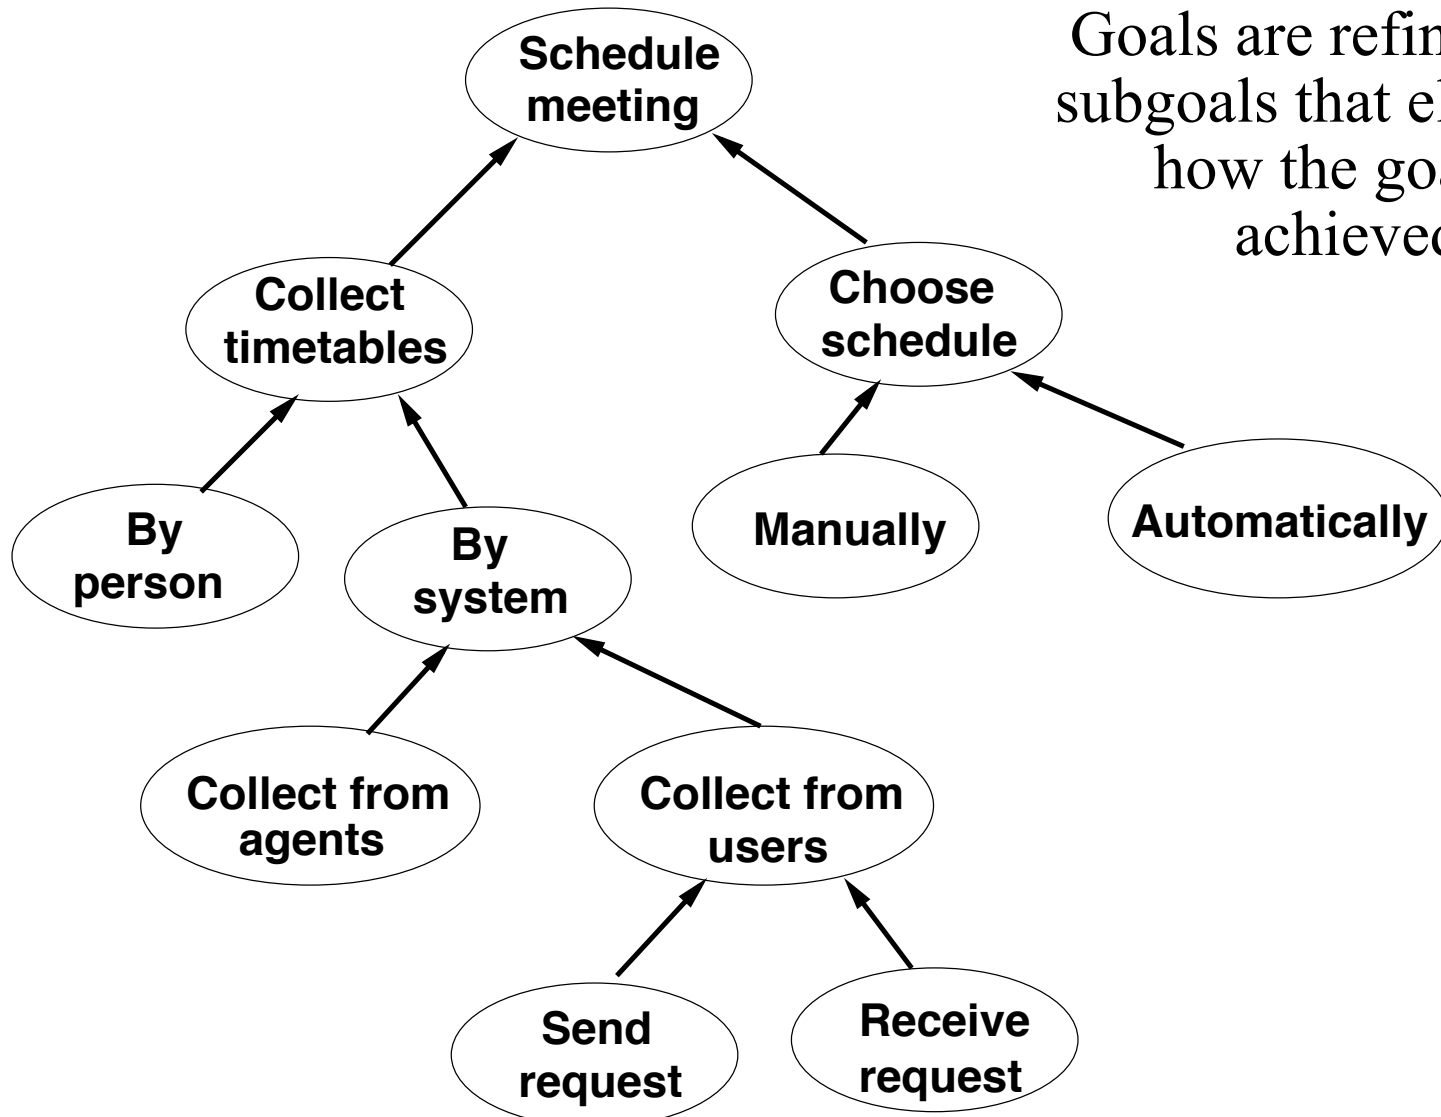 Schedule
meeting
Goals are refin
subgoals that el
how the goa
achieved
Collect
timetables
Choose
schedule
By
person
By
system
Manually
Automatically
Collect from
agents
Collect from
users
Send
request
Receive
request